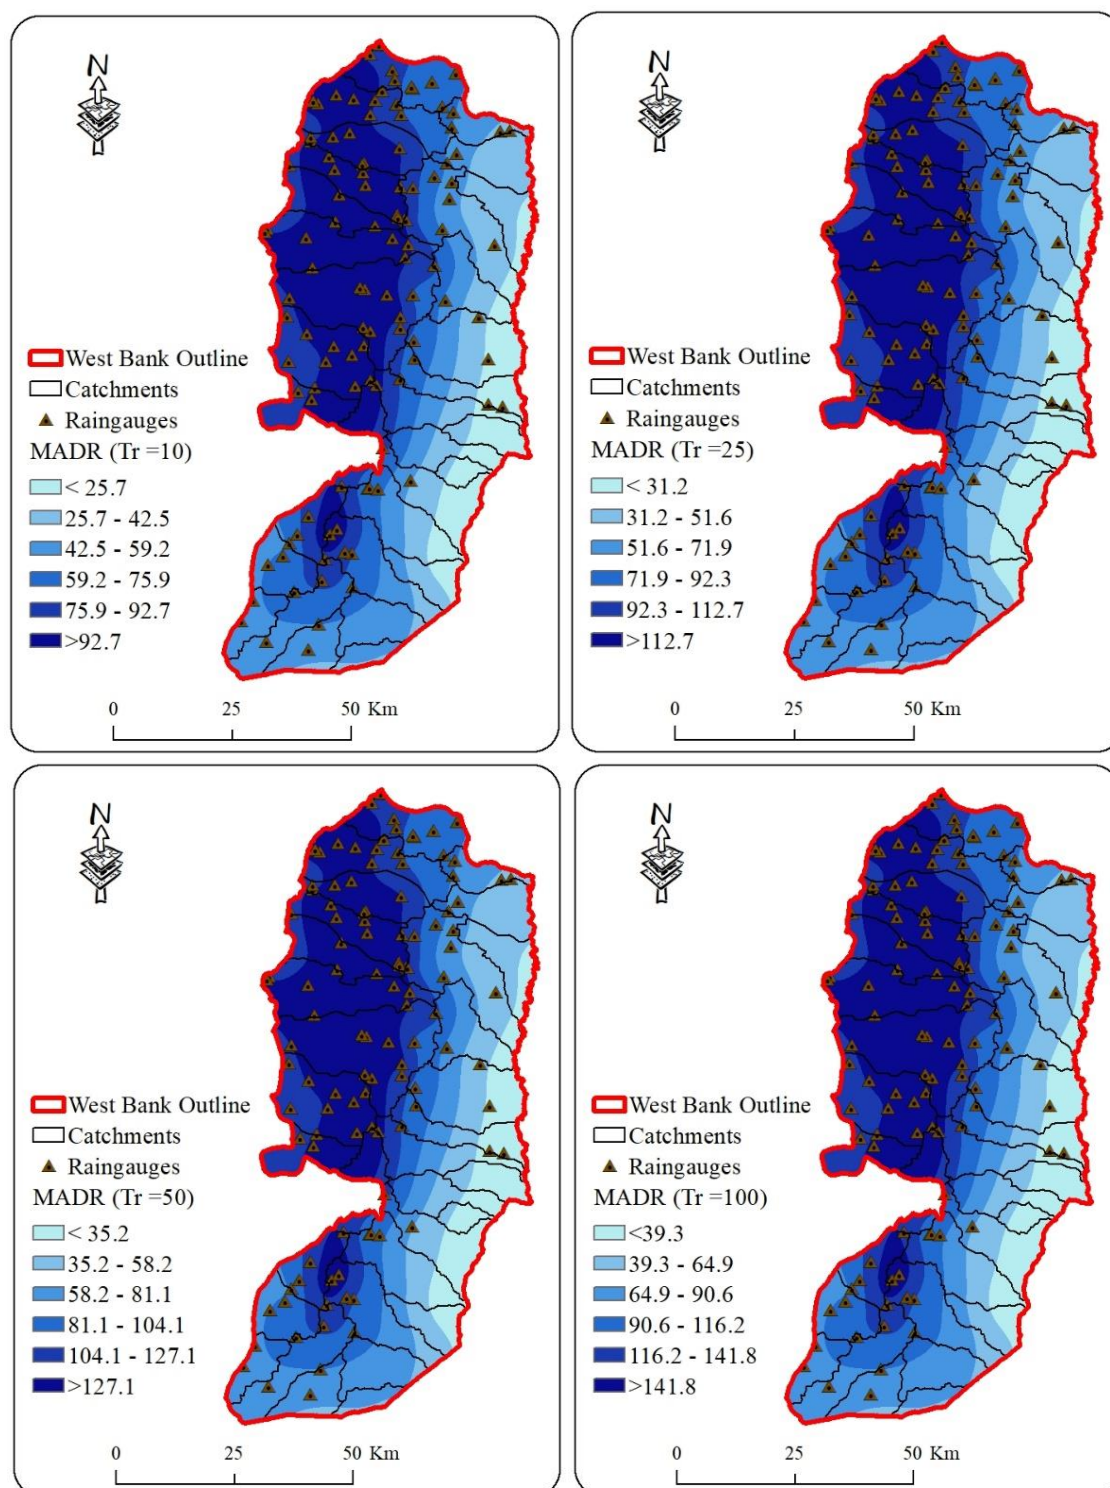 N
West Bank Outline
Catchments
Raingauges
MADR (Tr =10)
< 25.7
25.7 - 42.5
42.5 - 59.2
59.2 - 75.9
75.9 - 92.7
>92.7
0 25 50 Km
N
West Bank Outline
Catchments
Raingauges
MADR (Tr =25)
< 31.2
31.2 - 51.6
51.6 - 71.9
71.9 - 92.3
92.3 - 112.7
>112.7
0 25 50 Km
N
West Bank Outline
Catchments
Raingauges
MADR (Tr =50)
< 35.2
35.2 - 58.2
58.2 - 81.1
81.1 - 104.1
104.1 - 127.1
>127.1
0 25 50 Km
N
West Bank Outline
Catchments
Raingauges
MADR (Tr =100)
<39.3
39.3 - 64.9
64.9 - 90.6
90.6 - 116.2
116.2 - 141.8
>141.8
0 25 50 Km